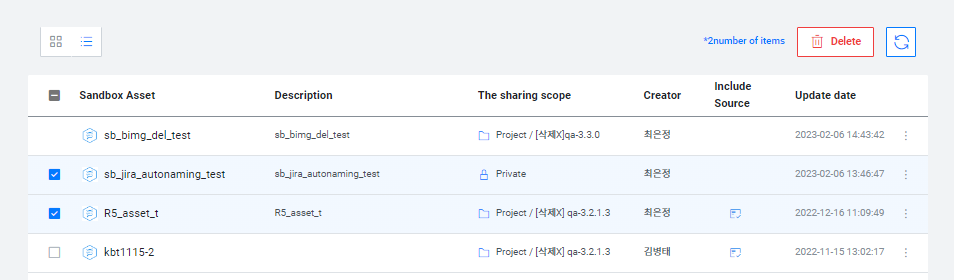 *2number of items Delete
Sandbox Asset Description The sharing scope Creator Include Source Update date
sb_bimg_del_test sb_bimg_del_test Project / [삭제X]qa-3.3.0 최은정 2023-02-06 14:43:42
sb_jira_autonaming_test sb_jira_autonaming_test Private 최은정 2023-02-06 13:46:47
R5_asset_t R5_asset_t Project / [삭제X] qa-3.2.1.3 최은정 2022-12-16 11:09:49
kbt1115-2 Project / [삭제X] qa-3.2.1.3 김병태 2022-11-15 13:02:17